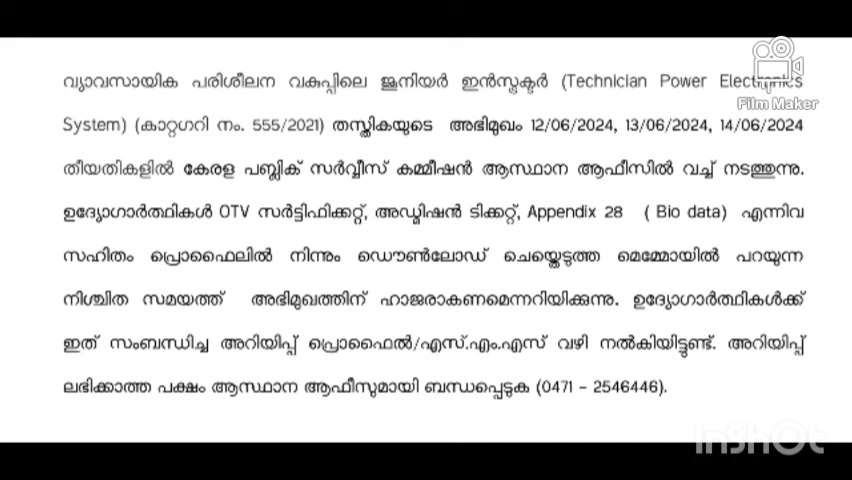 വ്യാവസായിക പരിശീലന വകുപ്പിലെ ജൂനിയർ ഇൻസ്ട്രക്ടർ (Technician Power Electronics
System) (കാറ്റഗറി നം. 555/2021) തസ്തികയുടെ അഭിമുഖം 12/06/2024, 13/06/2024, 14/06/2024
തീയതികളിൽ കേരള പബ്ലിക് സർവ്വീസ് കമ്മീഷൻ ആസ്ഥാന ആഫീസിൽ വച്ച് നടത്തുന്നു.
ഉദ്യോഗാർത്ഥികൾ OTV സർട്ടിഫിക്കറ്റ്, അഡ്മിഷൻ ടിക്കറ്റ്, Appendix 28 ( Bio data) എന്നിവ
സഹിതം പ്രൊഫൈലിൽ നിന്നും ഡൌൺലോഡ് ചെയ്തെടുത്ത മെമ്മോയിൽ പറയുന്ന
നിശ്ചിത സമയത്ത് അഭിമുഖത്തിന് ഹാജരാകണമെന്നറിയിക്കുന്നു. ഉദ്യോഗാർത്ഥികൾക്ക്
ഇത് സംബന്ധിച്ച അറിയിപ്പ് പ്രൊഫൈൽ/എസ്.എം.എസ് വഴി നൽകിയിട്ടുണ്ട്. അറിയിപ്പ്
ലഭിക്കാത്ത പക്ഷം ആസ്ഥാന ആഫീസുമായി ബന്ധപ്പെടുക (0471 - 2546446).
Film Maker
InShOt